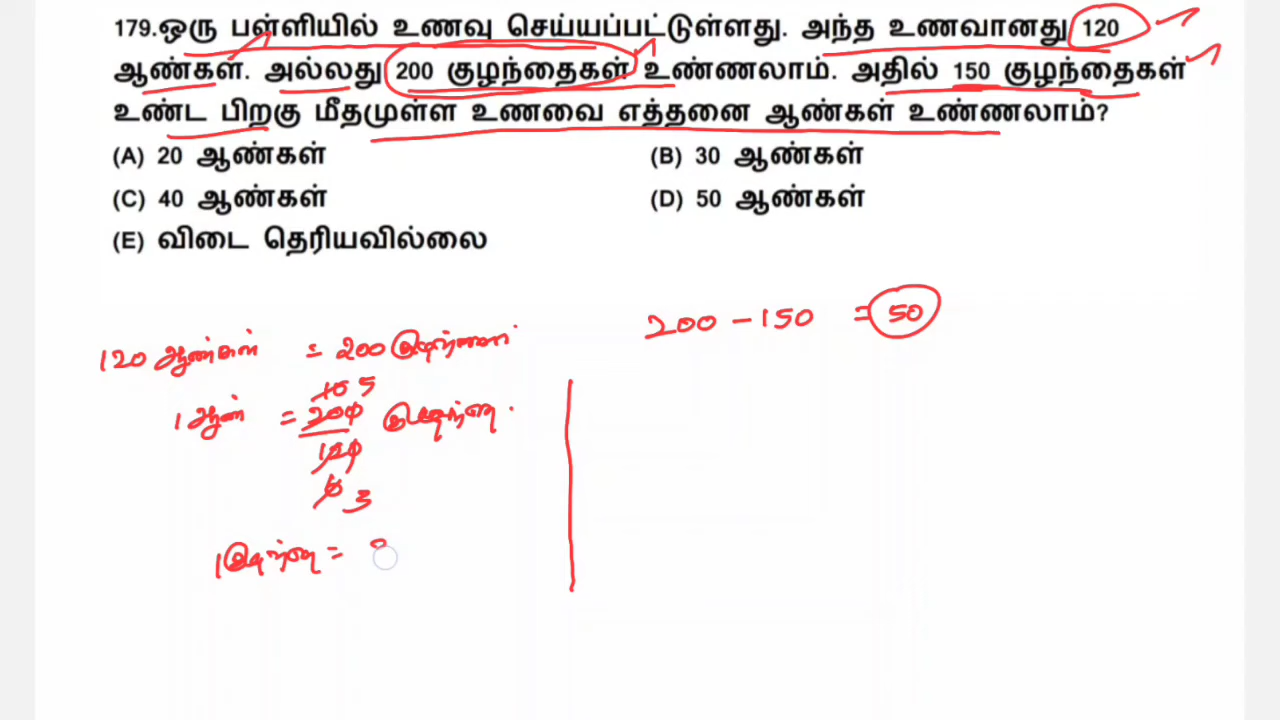 179.ஒரு பள்ளியில் உணவு செய்யப்பட்டுள்ளது. அந்த உணவானது 120
ஆண்கள். அல்லது 200 குழந்தைகள் உண்ணலாம். அதில் 150 குழந்தைகள்
உண்ட பிறகு மீதமுள்ள உணவை எத்தனை ஆண்கள் உண்ணலாம்?
(A) 20 ஆண்கள் (B) 30 ஆண்கள்
(C) 40 ஆண்கள் (D) 50 ஆண்கள்
(E) விடை தெரியவில்லை
200 - 150 = 50
120 ஆண்கள் = 200
10 5
1 ஆண் = 200
120
6 3
1 =